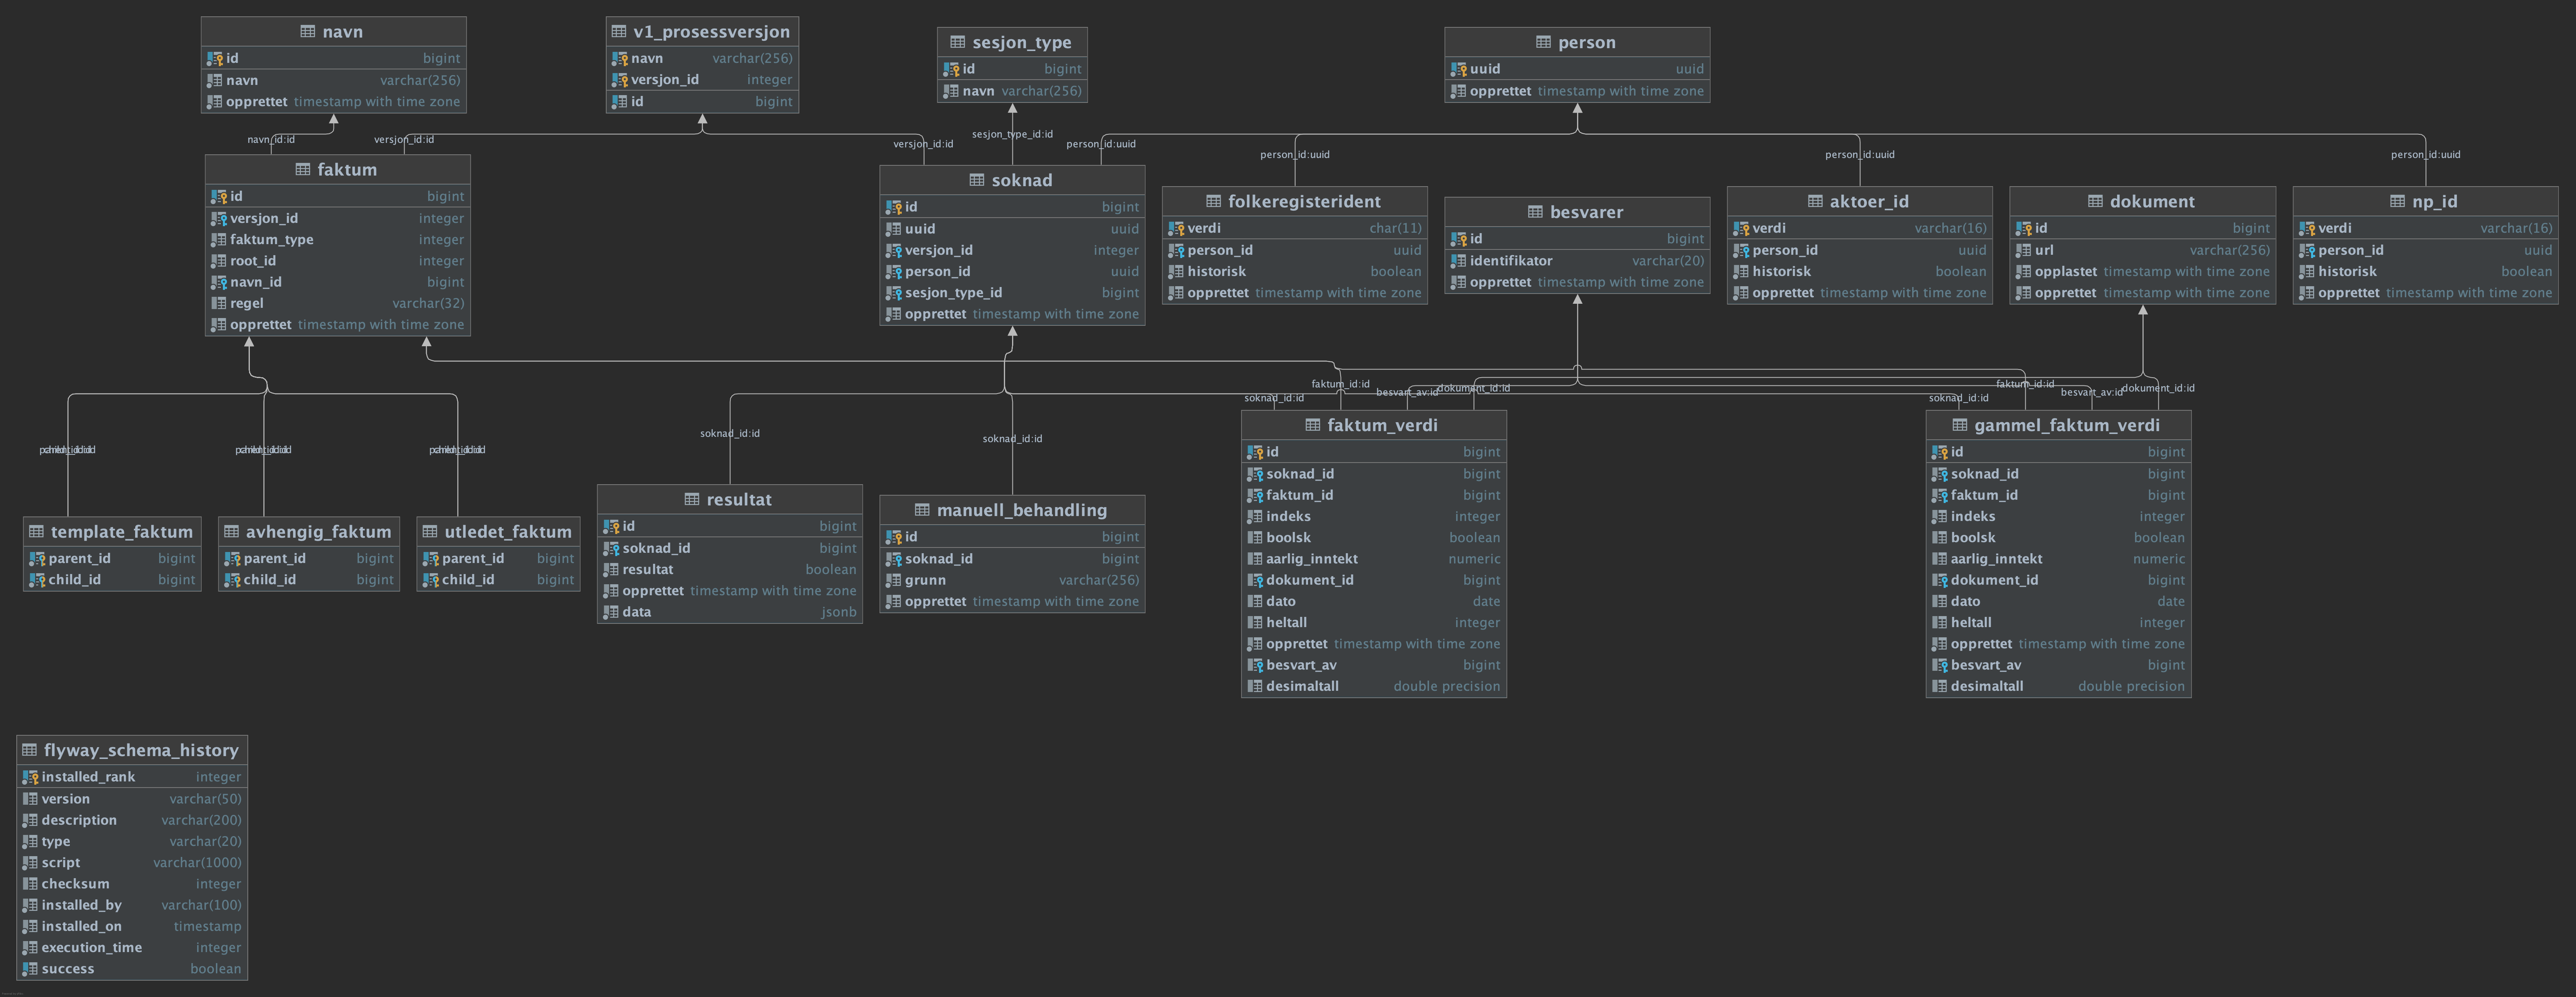 navn
id bigint
navn varchar(256)
opprettet timestamp with time zone
v1_prosessversjon
navn varchar(256)
versjon_id integer
id bigint
sesjon_type
id bigint
navn varchar(256)
person
uuid uuid
opprettet timestamp with time zone
navn_id:id
versjon_id:id
versjon_id:id
sesjon_type_id:id
person_id:uuid
person_id:uuid
person_id:uuid
person_id:uuid
faktum
id bigint
versjon_id integer
faktum_type integer
root_id integer
navn_id bigint
regel varchar(32)
opprettet timestamp with time zone
soknad
id bigint
uuid uuid
versjon_id integer
person_id uuid
sesjon_type_id bigint
opprettet timestamp with time zone
folkeregisterident
verdi char(11)
person_id uuid
historisk boolean
opprettet timestamp with time zone
besvarer
id bigint
identifikator varchar(20)
opprettet timestamp with time zone
aktoer_id
verdi varchar(16)
person_id uuid
historisk boolean
opprettet timestamp with time zone
dokument
id bigint
url varchar(256)
opplastet timestamp with time zone
opprettet timestamp with time zone
np_id
verdi varchar(16)
person_id uuid
historisk boolean
opprettet timestamp with time zone
soknad_id:id
soknad_id:id
soknad_id:id
faktum_id:id
besvart_av:id
dokument_id:id
soknad_id:id
faktum_id:id
besvart_av:id
dokument_id:id
template_faktum
parent_id bigint
child_id bigint
avhengig_faktum
parent_id bigint
child_id bigint
utledet_faktum
parent_id bigint
child_id bigint
resultat
id bigint
soknad_id bigint
resultat boolean
opprettet timestamp with time zone
data jsonb
manuell_behandling
id bigint
soknad_id bigint
grunn varchar(256)
opprettet timestamp with time zone
faktum_verdi
id bigint
soknad_id bigint
faktum_id bigint
indeks integer
boolsk boolean
aarlig_inntekt numeric
dokument_id bigint
dato date
heltall integer
opprettet timestamp with time zone
besvart_av bigint
desimaltall double precision
gammel_faktum_verdi
id bigint
soknad_id bigint
faktum_id bigint
indeks integer
boolsk boolean
aarlig_inntekt numeric
dokument_id bigint
dato date
heltall integer
opprettet timestamp with time zone
besvart_av bigint
desimaltall double precision
flyway_schema_history
installed_rank integer
version varchar(50)
description varchar(200)
type varchar(20)
script varchar(1000)
checksum integer
installed_by varchar(100)
installed_on timestamp
execution_time integer
success boolean